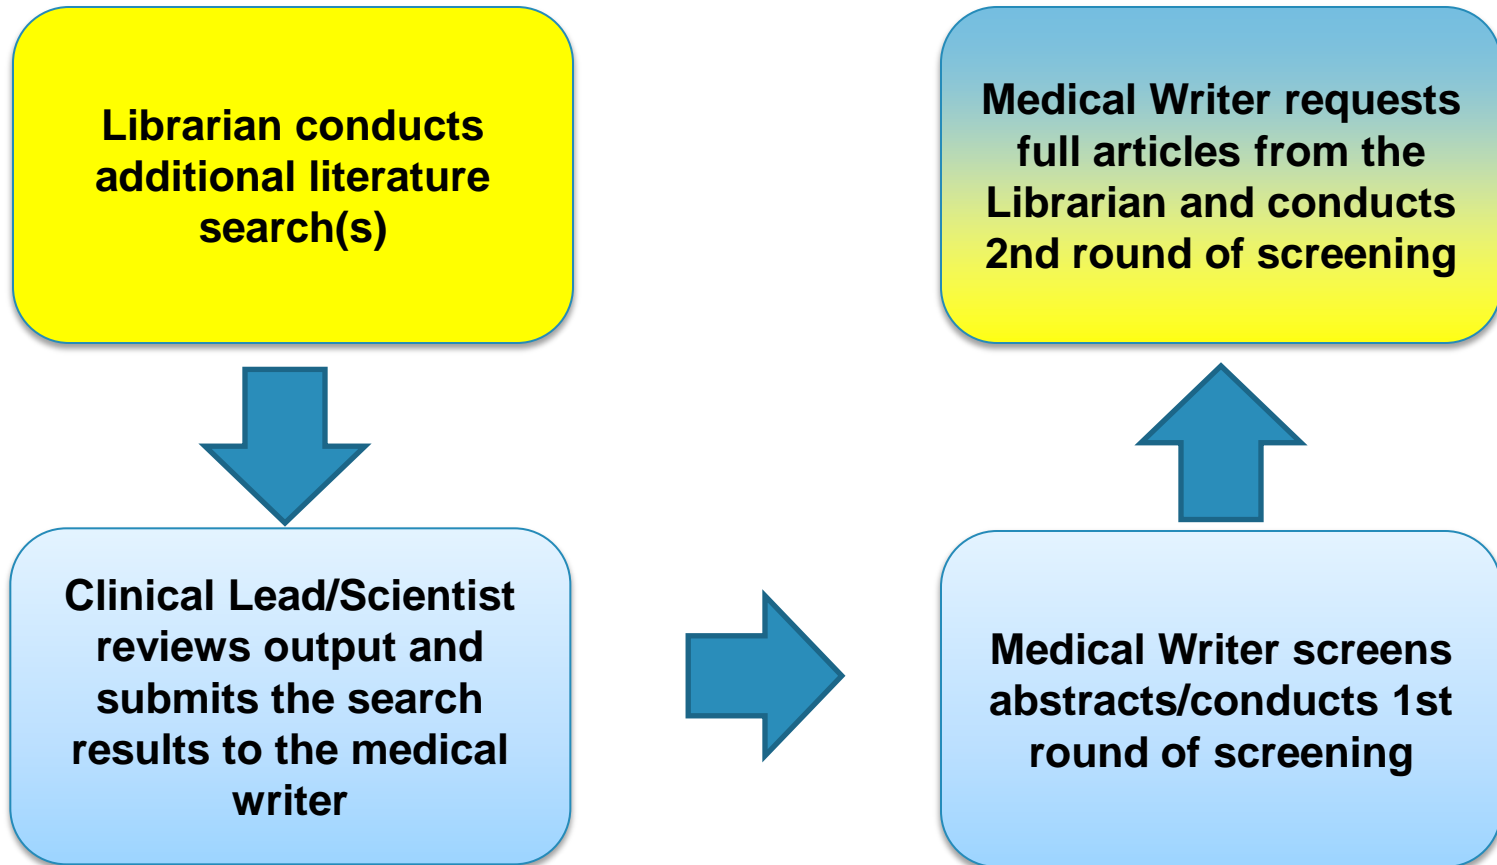 Librarian conducts
additional literature
search(s)
Clinical Lead/Scientist
reviews output and
submits the search
results to the medical
writer
Medical Writer screens
abstracts/conducts 1st
round of screening
Medical Writer requests
full articles from the
Librarian and conducts
2nd round of screening